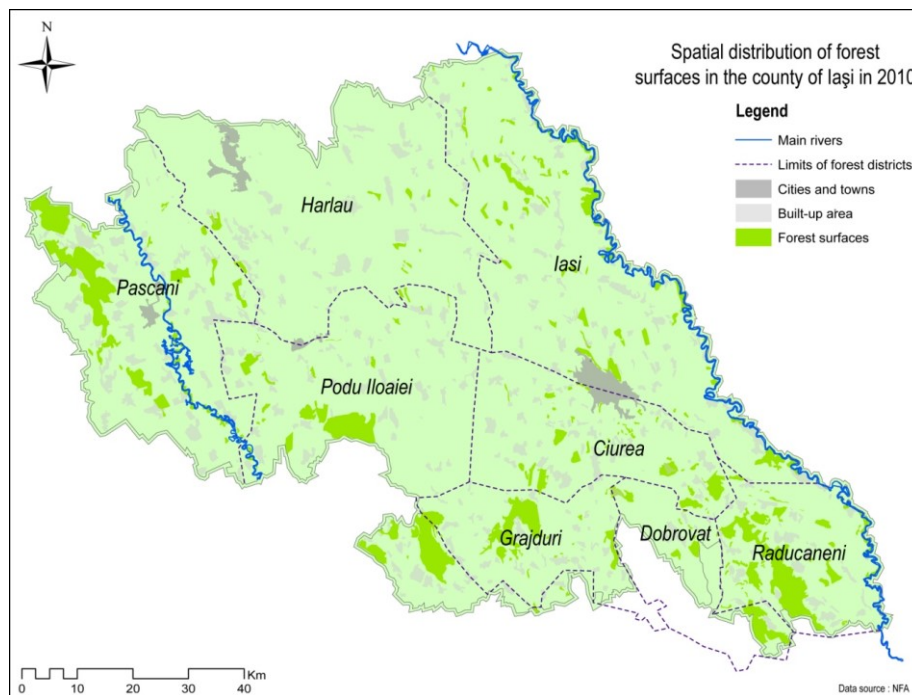 N
Spatial distribution of forest
surfaces in the county of Iaşi in 2010
Legend
Main rivers
Limits of forest districts
Cities and towns
Built-up area
Forest surfaces
Harlau
Iasi
Pascani
Podu Iloaiei
Ciurea
Grajduri
Dobrovat
Raducaneni
Km
0 5 10 20 30 40
Data source : NFA